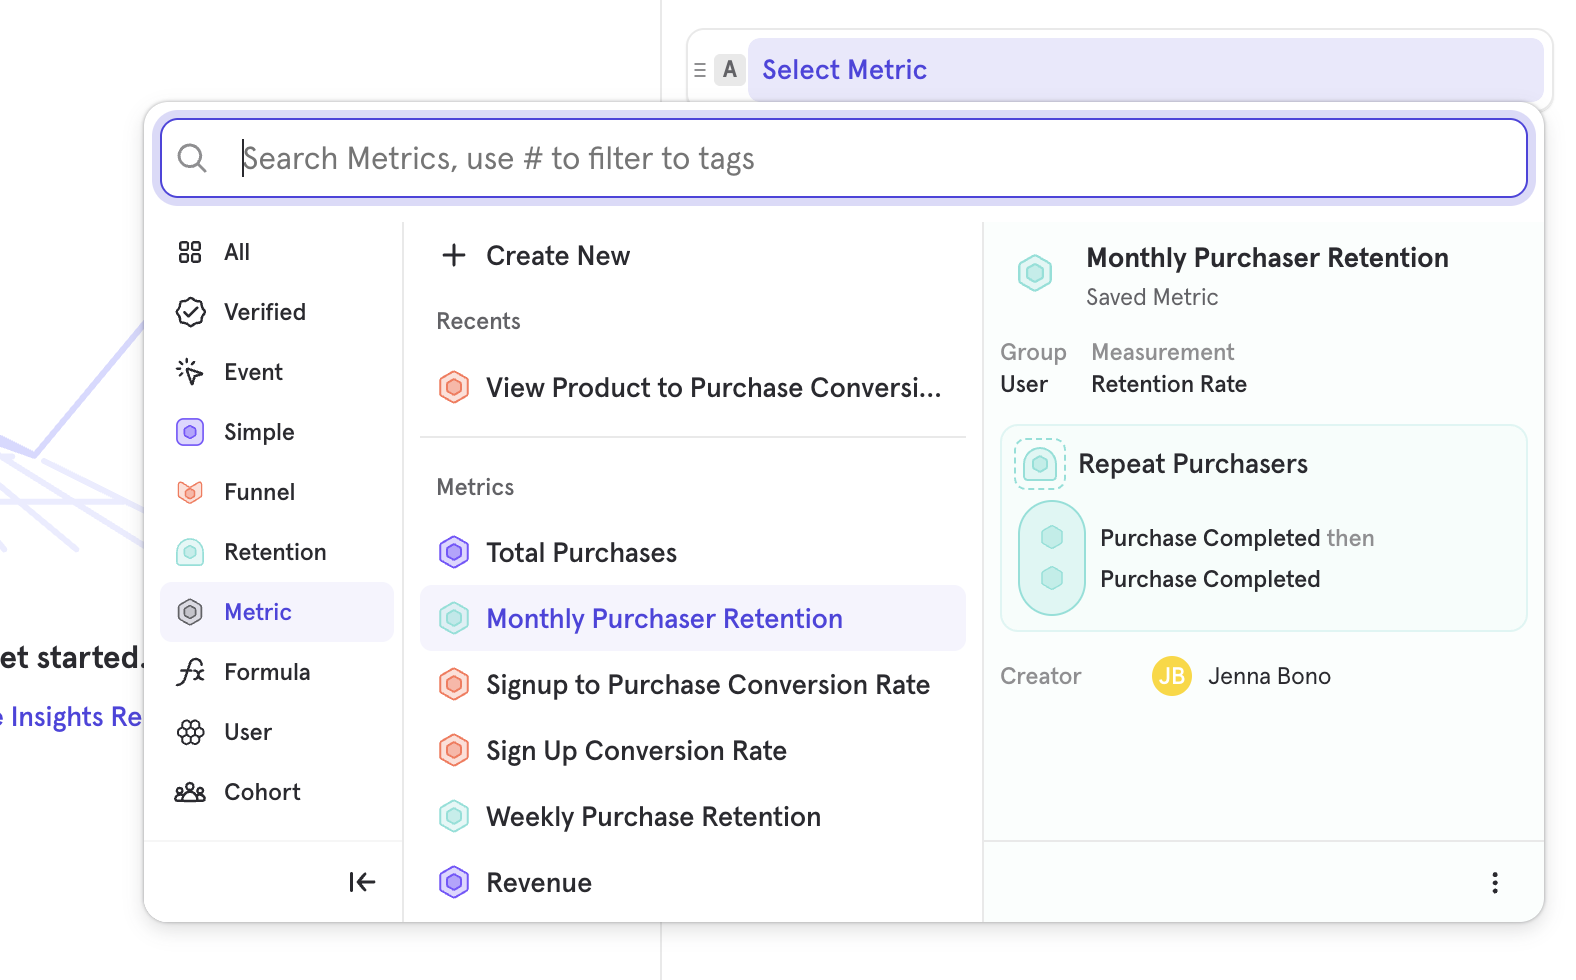 A
Select Metric
Search Metrics, use # to filter to tags
All
Verified
Event
Simple
Funnel
Retention
Metric
Formula
User
Cohort
Create New
Recents
View Product to Purchase Conversi...
Metrics
Total Purchases
Monthly Purchaser Retention
Signup to Purchase Conversion Rate
Sign Up Conversion Rate
Weekly Purchase Retention
Revenue
Monthly Purchaser Retention
Saved Metric
Group Measurement
User Retention Rate
Repeat Purchasers
Purchase Completed then
Purchase Completed
Creator JB Jenna Bono
et started.
e Insights Re